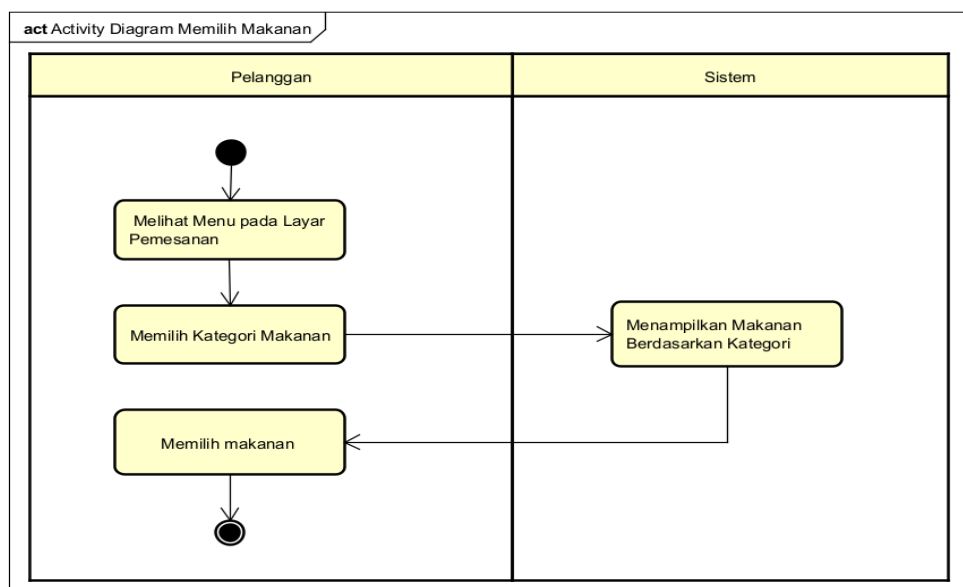 act Activity Diagram Memilih Makanan
Pelanggan
Sistem
Melihat Menu pada Layar
Pemesanan
Memilih Kategori Makanan
Menampilkan Makanan
Berdasarkan Kategori
Memilih makanan